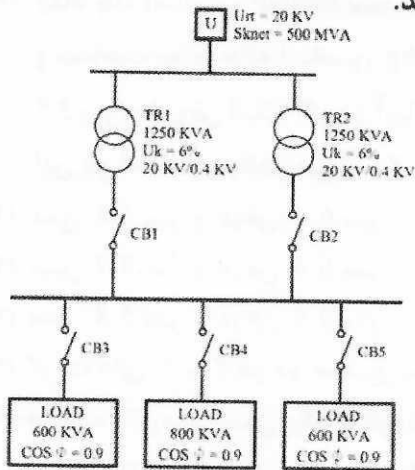 د.
U
Ust = 20 KV
Sknet = 500 MVA
TR1
1250 KVA
Uk = 6%
20 KV/0.4 KV
TR2
1250 KVA
Uk = 6%
20 KV/0.4 KV
CB1
CB2
CB3
CB4
CB5
LOAD
600 KVA
COS Φ = 0.9
LOAD
800 KVA
COS Φ = 0.9
LOAD
600 KVA
COS Φ = 0.9